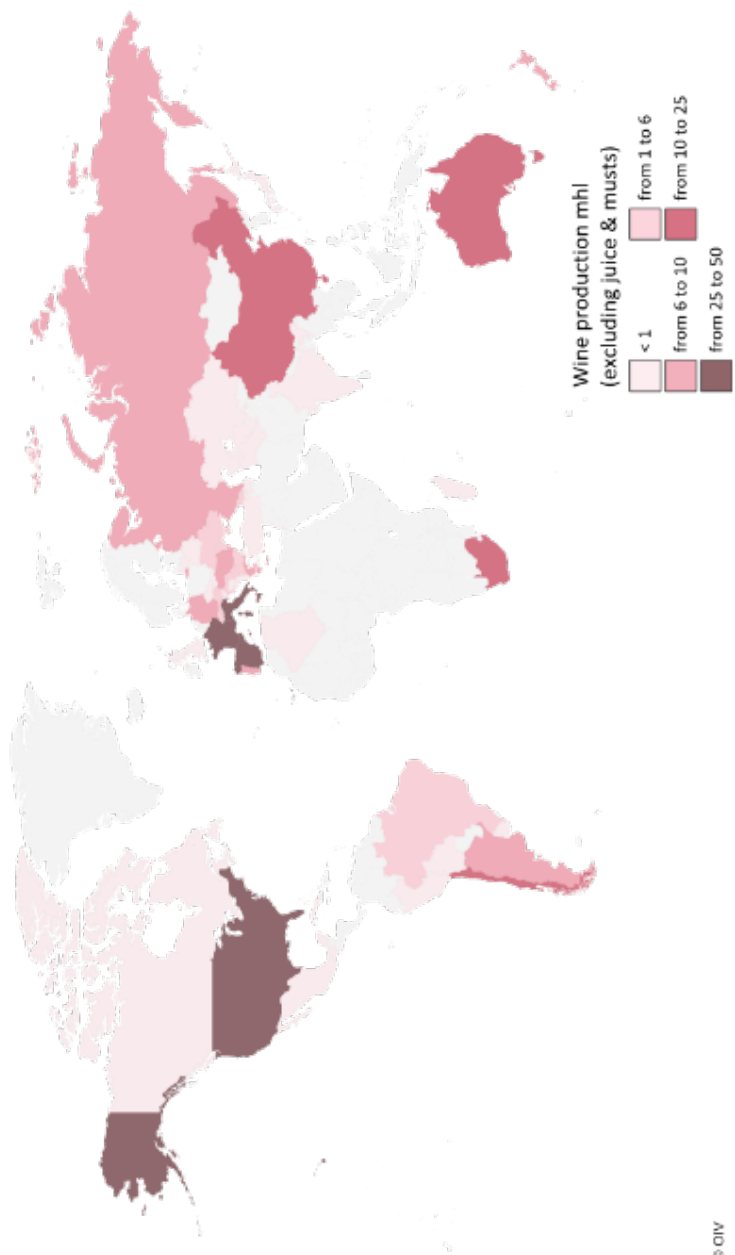 Wine production mhl
(excluding juice & musts)
< 1
from 1 to 6
from 6 to 10
from 10 to 25
from 25 to 50
© OIV